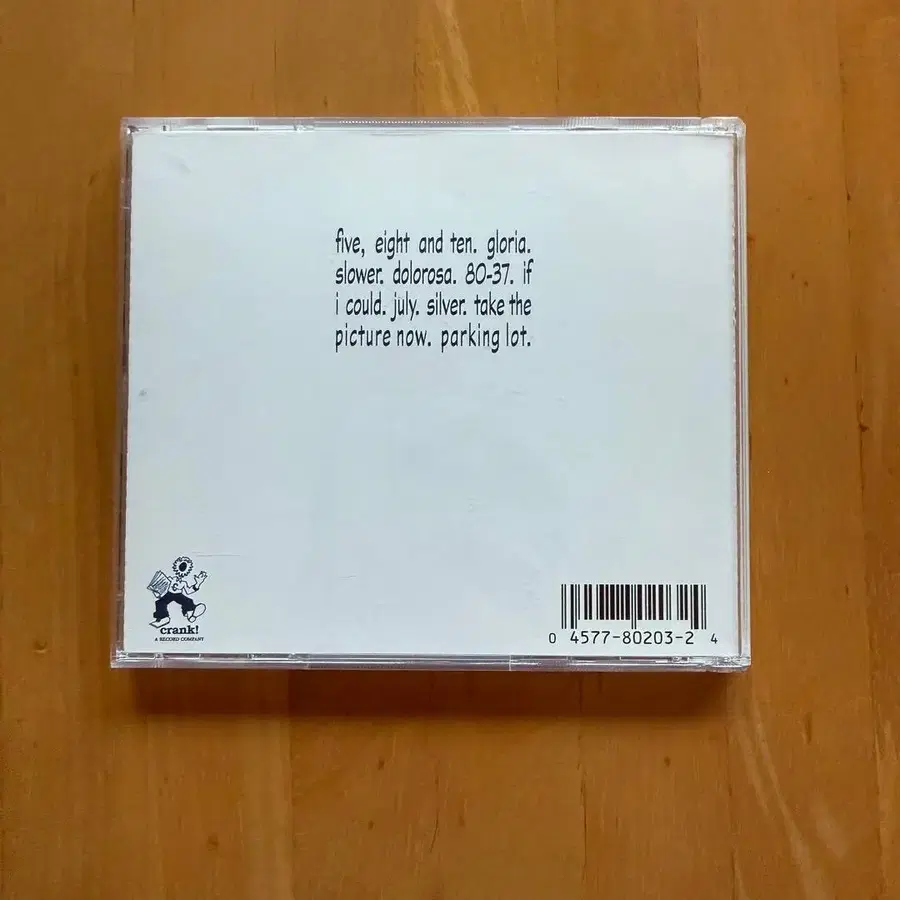 five, eight and ten. gloria.
slower. dolorosa. 80-37. if
i could. july. silver. take the
picture now. parking lot.
crank!
A RECORD COMPANY
0 4577-80203-2 4